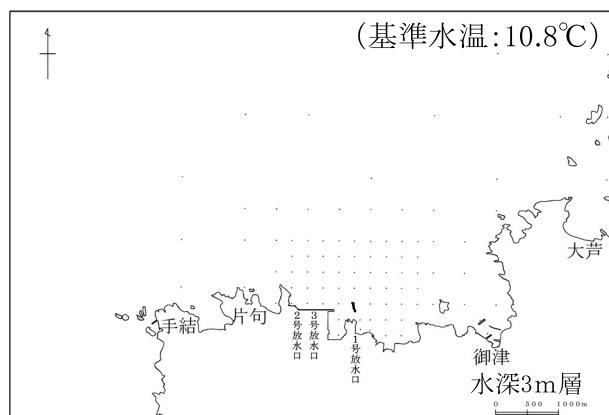 (基準水温:10.8℃)
大芦
手結
片句
2号放水口
3号放水口
1号放水口
御津
水深3m層
0 500 1000m